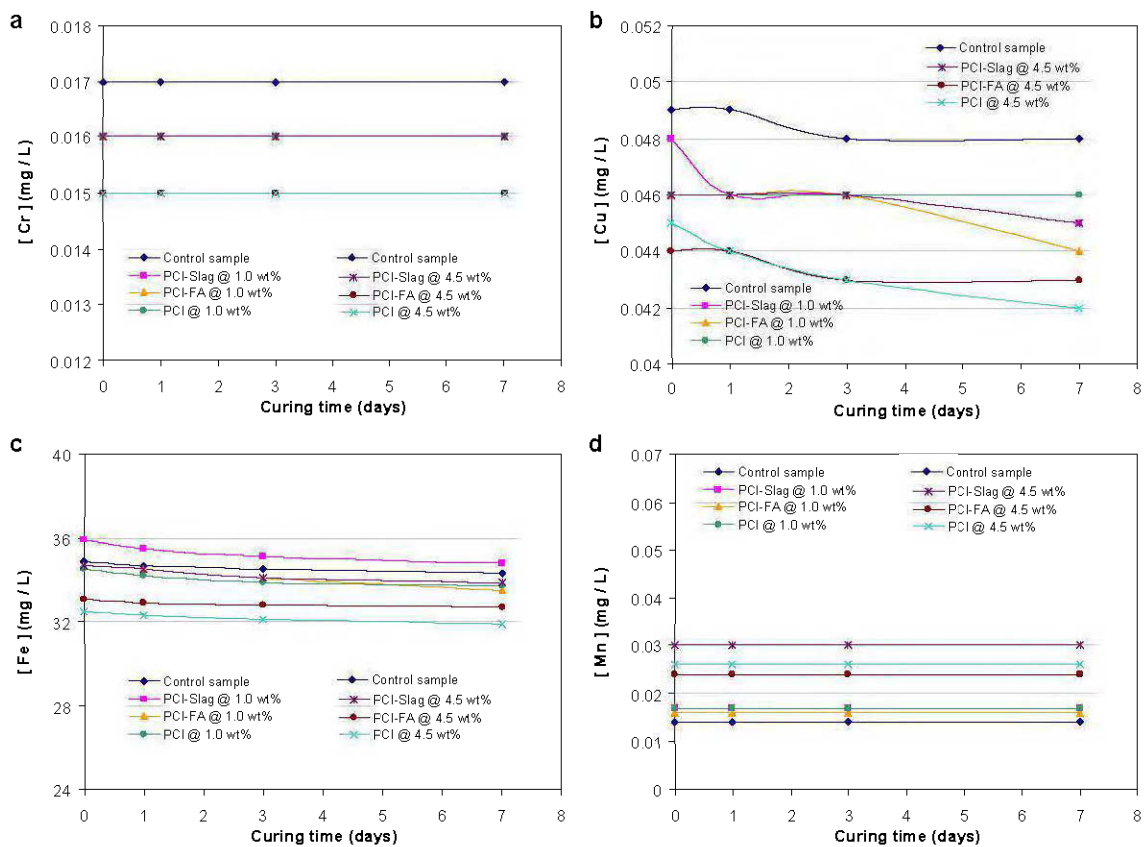 a
0.018
0.017
0.016
0.015
0.014
0.013
0.012
[ Cr ] (mg / L)
Control sample
PCI-Slag @ 1.0 wt%
PCI-FA @ 1.0 wt%
PCI @ 1.0 wt%
Control sample
PCI-Slag @ 4.5 wt%
PCI-FA @ 4.5 wt%
PCI @ 4.5 wt%
0 1 2 3 4 5 6 7 8
Curing time (days)
b
0.052
0.05
0.048
0.046
0.044
0.042
0.04
[ Cu ] (mg / L)
Control sample
PCI-Slag @ 4.5 wt%
PCI-FA @ 4.5 wt%
PCI @ 4.5 wt%
Control sample
PCI-Slag @ 1.0 wt%
PCI-FA @ 1.0 wt%
PCI @ 1.0 wt%
0 1 2 3 4 5 6 7 8
Curing time (days)
c
40
36
32
28
24
[ Fe ] (mg / L)
Control sample
PCI-Slag @ 1.0 wt%
PCI-FA @ 1.0 wt%
PCI @ 1.0 wt%
Control sample
PCI-Slag @ 4.5 wt%
PCI-FA @ 4.5 wt%
PCI @ 4.5 wt%
0 1 2 3 4 5 6 7 8
Curing time (days)
d
0.07
0.06
0.05
0.04
0.03
0.02
0.01
0
[ Mn ] (mg / L)
Control sample
PCI-Slag @ 1.0 wt%
PCI-FA @ 1.0 wt%
PCI @ 1.0 wt%
Control sample
PCI-Slag @ 4.5 wt%
PCI-FA @ 4.5 wt%
PCI @ 4.5 wt%
0 1 2 3 4 5 6 7 8
Curing time (days)